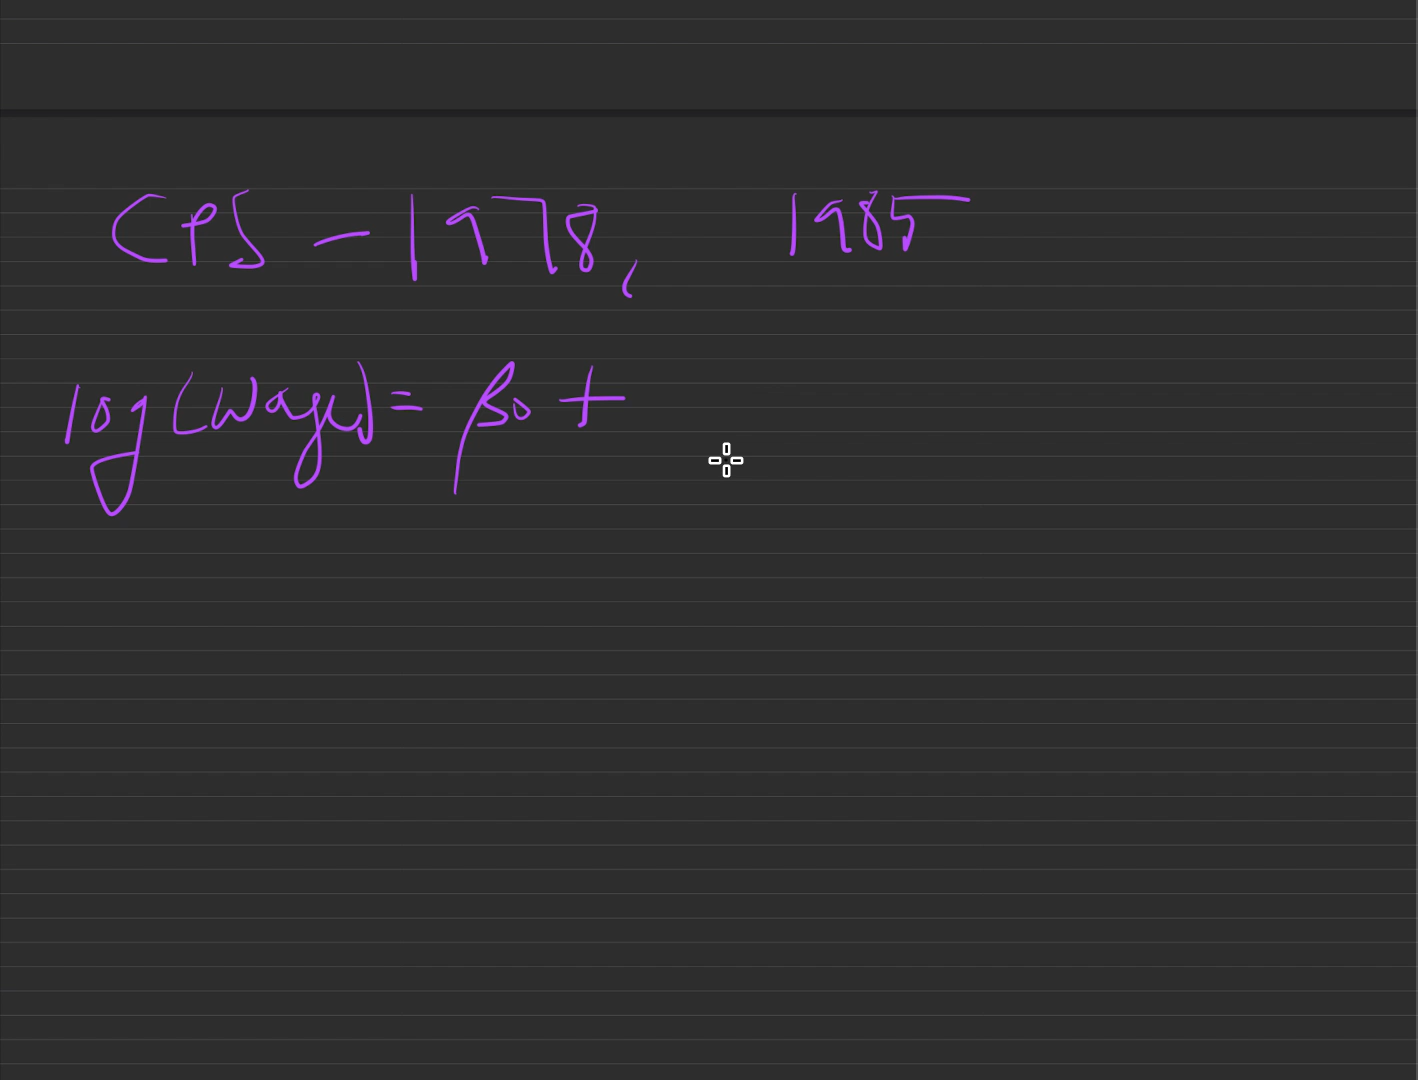 CPS - 1978, 1985
log(wage) = β0 +